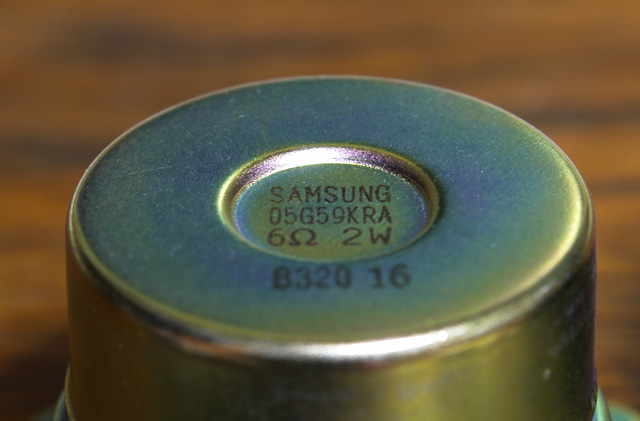 SAMSUNG
05G59KRA
6Ω 2W
B320 16